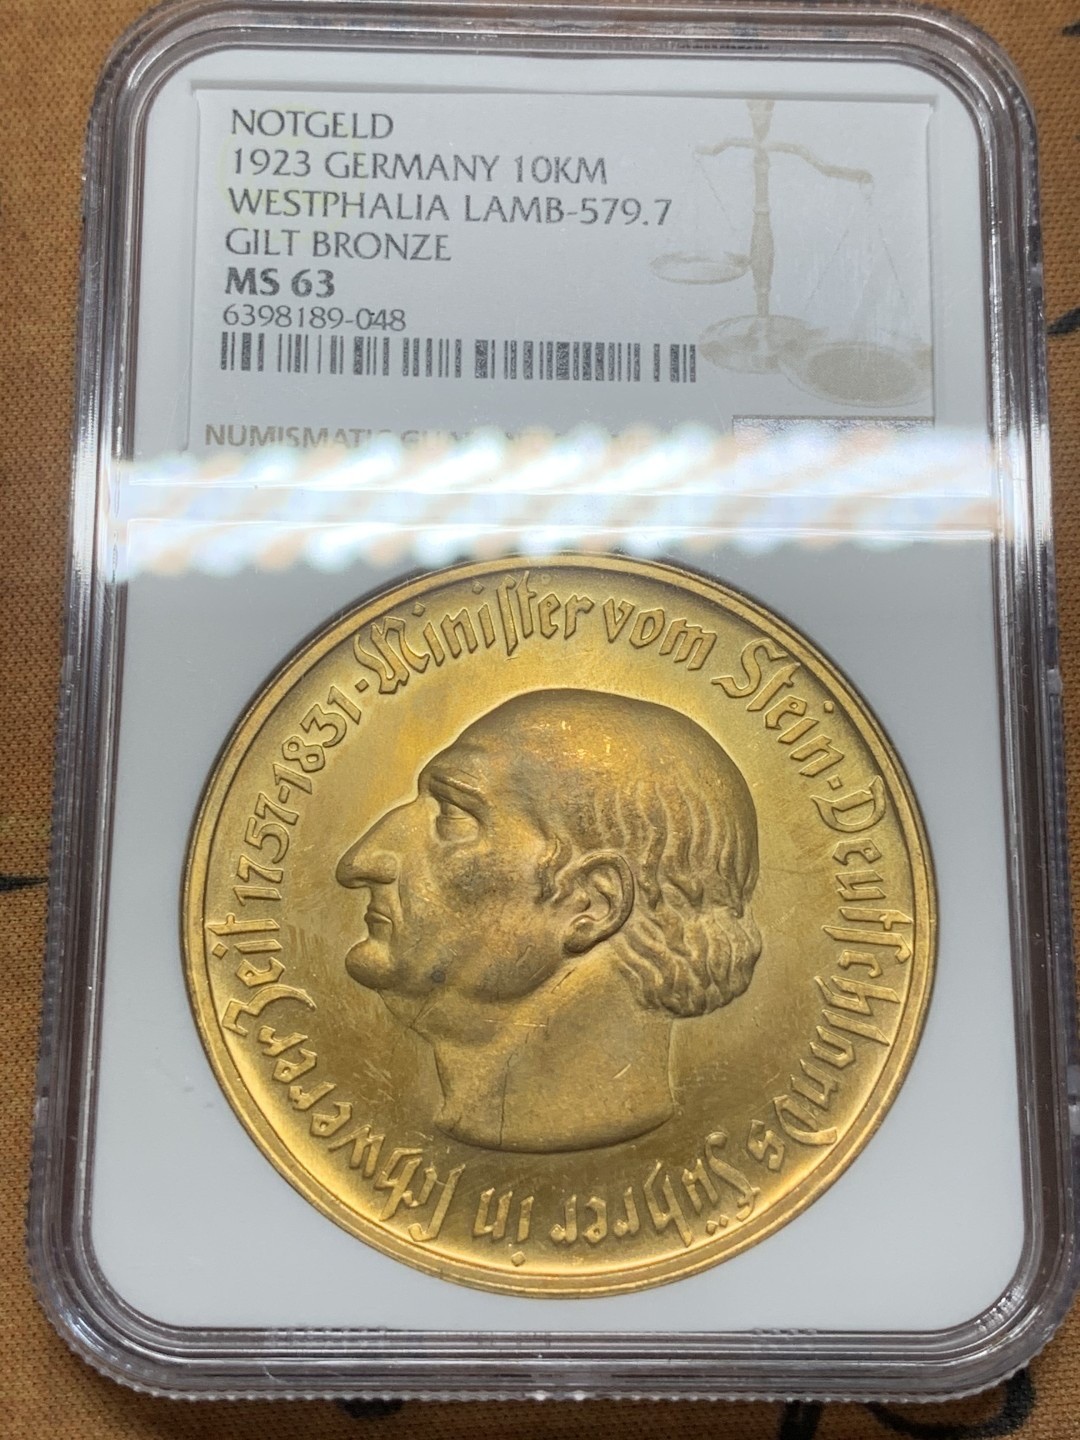 NOTGELD
1923 GERMANY 10KM
WESTPHALIA LAMB-579.7
GILT BRONZE
MS 63
6398189-048
Minister vom Stein · Deutschlands Führer in schwerer Zeit 1757-1831 ·